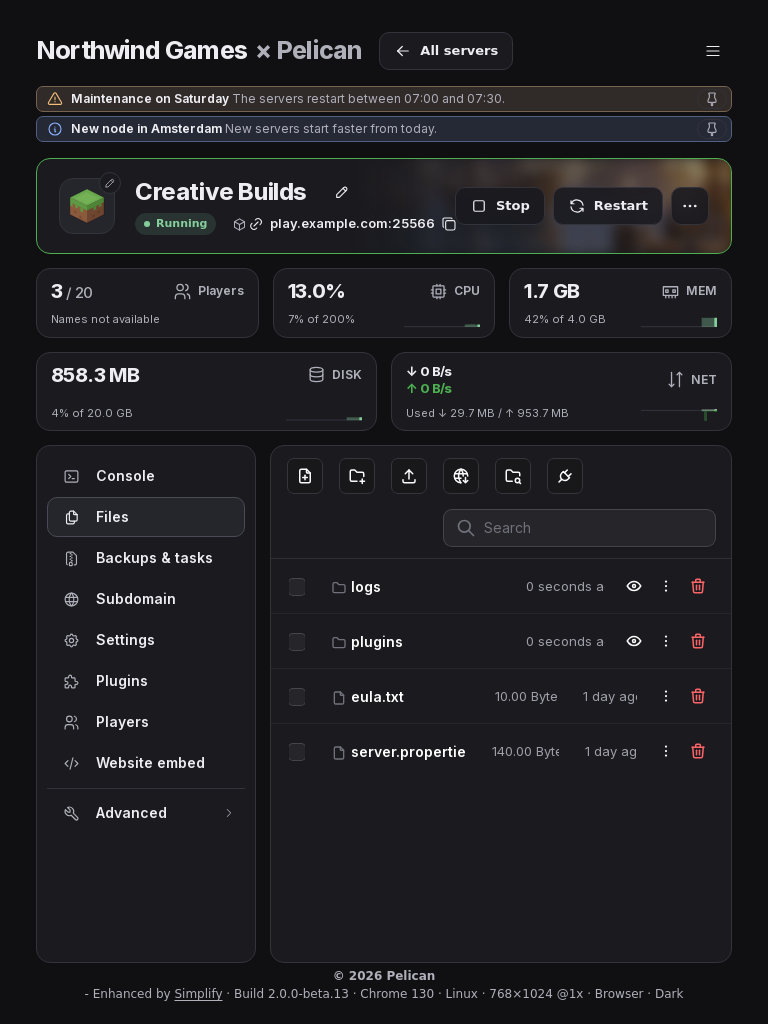 Northwind Games × Pelican
All servers
Maintenance on Saturday The servers restart between 07:00 and 07:30.
New node in Amsterdam New servers start faster from today.
Creative Builds
Running
play.example.com:25566
Stop
Restart
3 / 20
Players
Names not available
13.0%
CPU
7% of 200%
1.7 GB
MEM
42% of 4.0 GB
858.3 MB
DISK
4% of 20.0 GB
↓ 0 B/s
↑ 0 B/s
NET
Used ↓ 29.7 MB / ↑ 953.7 MB
Console
Files
Backups & tasks
Subdomain
Settings
Plugins
Players
Website embed
Advanced
Search
logs 0 seconds a
plugins 0 seconds a
eula.txt 10.00 Byte 1 day ago
server.propertie 140.00 Byte 1 day ag
© 2026 Pelican
- Enhanced by Simplify · Build 2.0.0-beta.13 · Chrome 130 · Linux · 768×1024 @1x · Browser · Dark